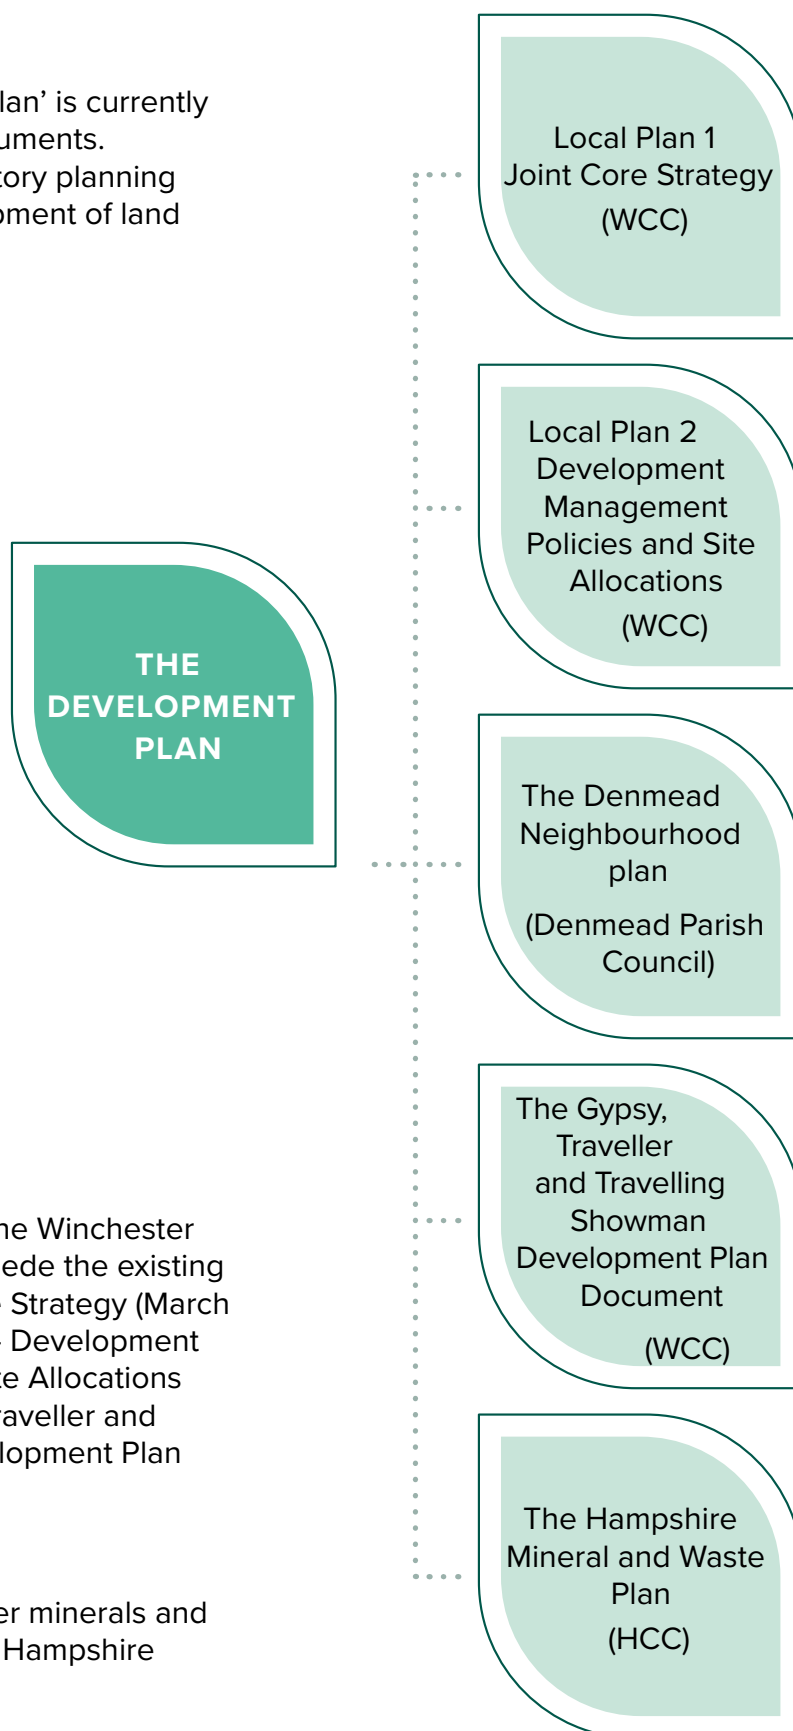 lan’ is currently
uments.
tory planning
pment of land
THE
DEVELOPMENT
PLAN
ne Winchester
ede the existing
Strategy (March
Development
te Allocations
raveller and
lopment Plan
er minerals and
Hampshire
Local Plan 1
Joint Core Strategy
(WCC)
Local Plan 2
Development
Management
Policies and Site
Allocations
(WCC)
The Denmead
Neighbourhood
plan
(Denmead Parish
Council)
The Gypsy,
Traveller
and Travelling
Showman
Development Plan
Document
(WCC)
The Hampshire
Mineral and Waste
Plan
(HCC)